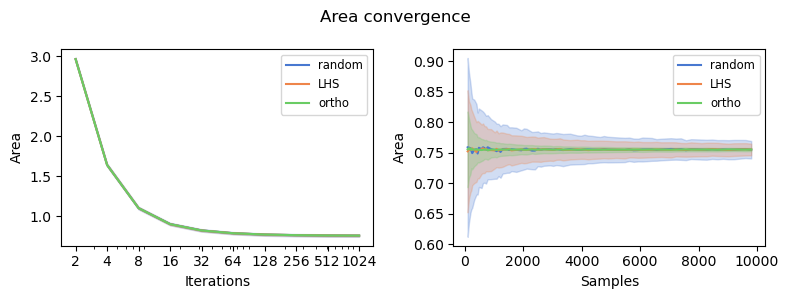 Area convergence
3.0
2.5
2.0
1.5
1.0
Area
2 4 8 16 32 64 128 256 512 1024
Iterations
random
LHS
ortho
0.90
0.85
0.80
0.75
0.70
0.65
0.60
Area
0 2000 4000 6000 8000 10000
Samples
random
LHS
ortho